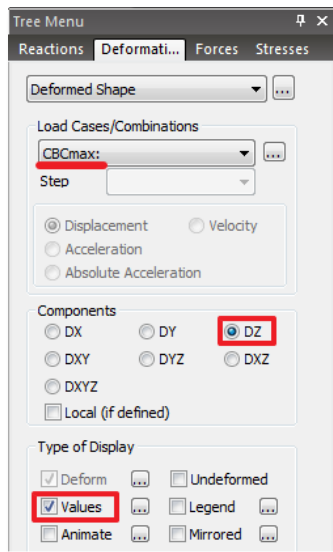 Tree Menu
Reactions Deformati... Forces Stresses
Deformed Shape ...
Load Cases/Combinations
CBCmax: ...
Step
Displacement Velocity
Acceleration
Absolute Acceleration
Components
DX DY DZ
DXY DYZ DXZ
DXYZ
Local (if defined)
Type of Display
Deform ... Undeformed
Values ... Legend ...
Animate ... Mirrored ...